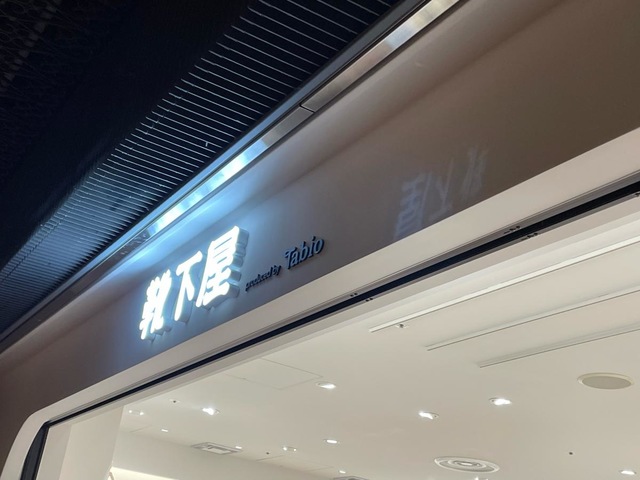 靴下屋 produced by Tabio